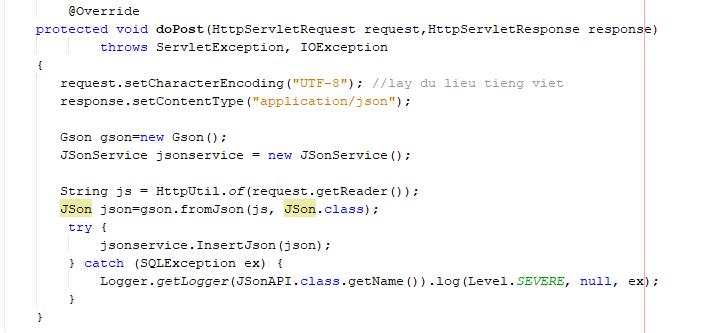 @Override
protected void doPost(HttpServletRequest request,HttpServletResponse response)
throws ServletException, IOException
{
request.setCharacterEncoding("UTF-8"); //lay du lieu tieng viet
response.setContentType("application/json");
Gson gson=new Gson();
JSonService jsonservice = new JSonService();
String js = HttpUtil.of(request.getReader());
JSon json=gson.fromJson(js, JSon.class);
try {
jsonservice.InsertJson(json);
} catch (SQLException ex) {
Logger.getLogger(JSonAPI.class.getName()).log(Level.SEVERE, null, ex);
}
}